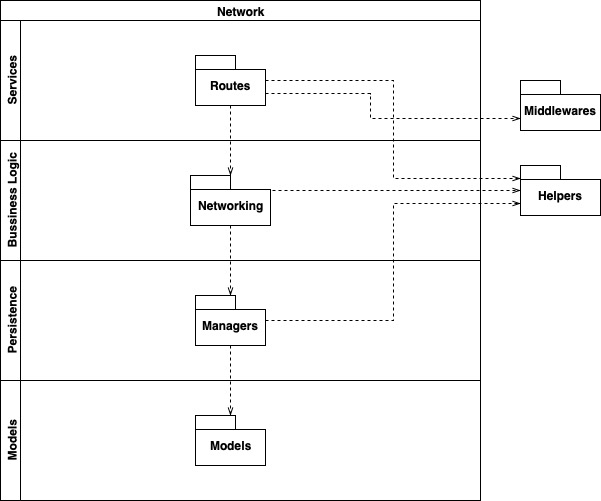 Network
Services
Routes
Middlewares
Bussiness Logic
Networking
Helpers
Persistence
Managers
Models
Models